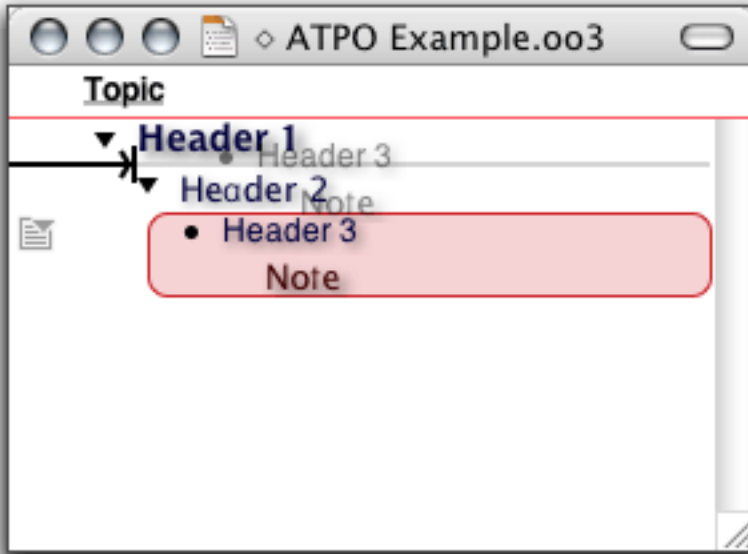 ATPO Example.oo3
Topic
Header 1
Header 3
Header 2
Note
Header 3
Note